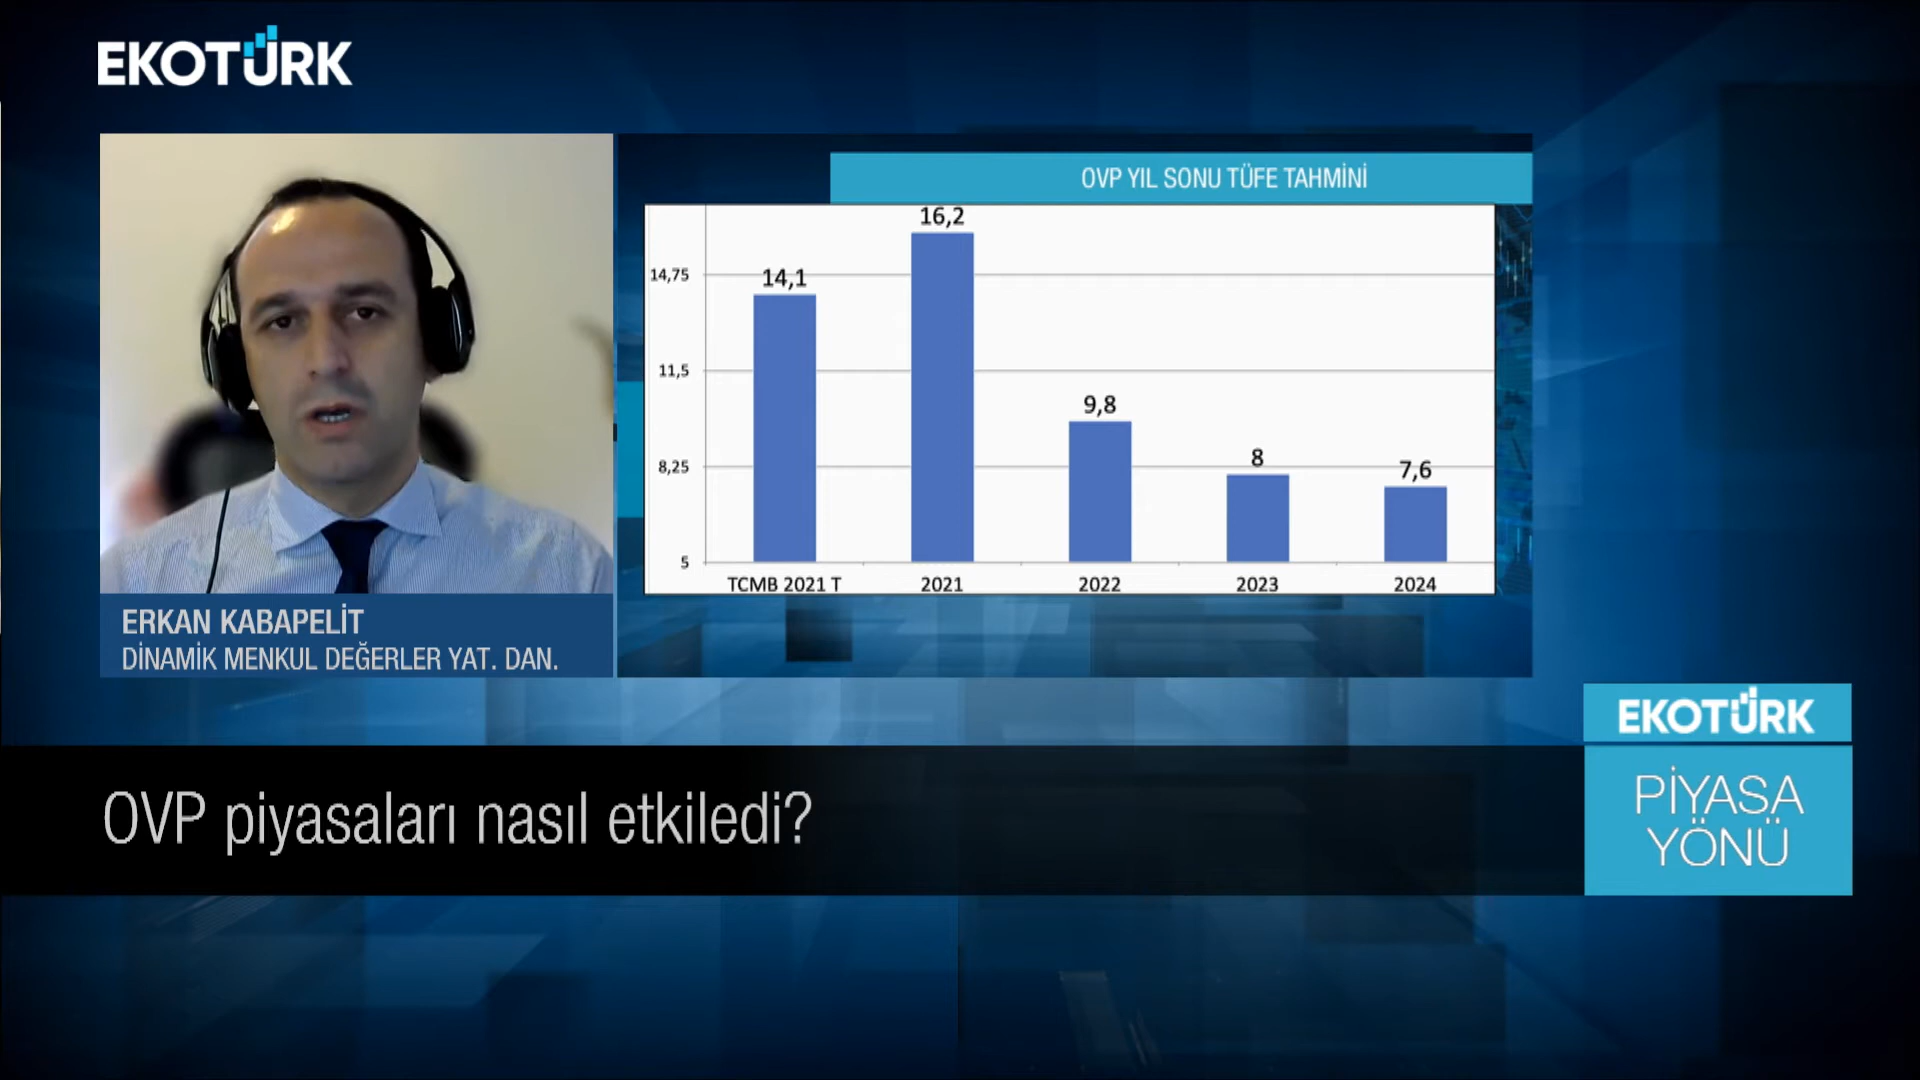 EKOTÜRK
OVP YIL SONU TÜFE TAHMİNİ
16,2
14,75
14,1
11,5
9,8
8,25
8
7,6
5
TCMB 2021 T
2021
2022
2023
2024
ERKAN KABAPELİT
DİNAMİK MENKUL DEĞERLER YAT. DAN.
EKOTÜRK
PİYASA
YÖNÜ
OVP piyasaları nasıl etkiledi?